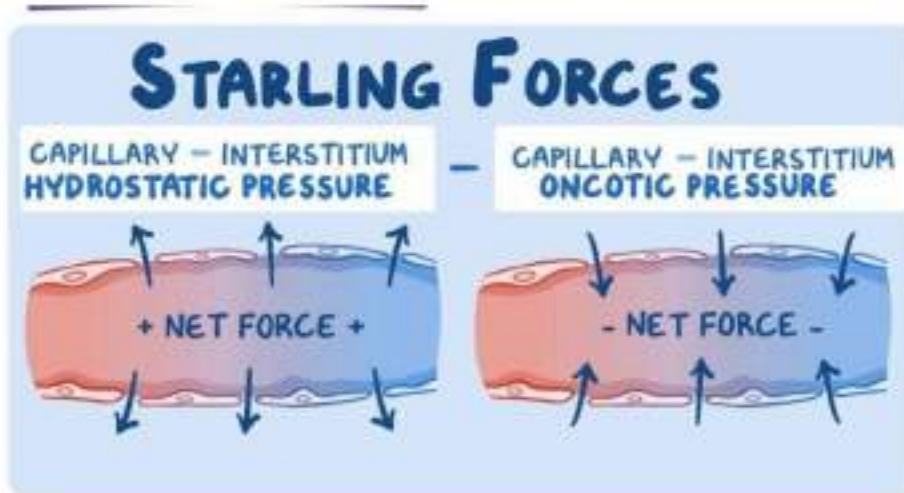 STARLING FORCES
CAPILLARY – INTERSTITIUM
HYDROSTATIC PRESSURE
–
CAPILLARY – INTERSTITIUM
ONCOTIC PRESSURE
+ NET FORCE +
- NET FORCE -